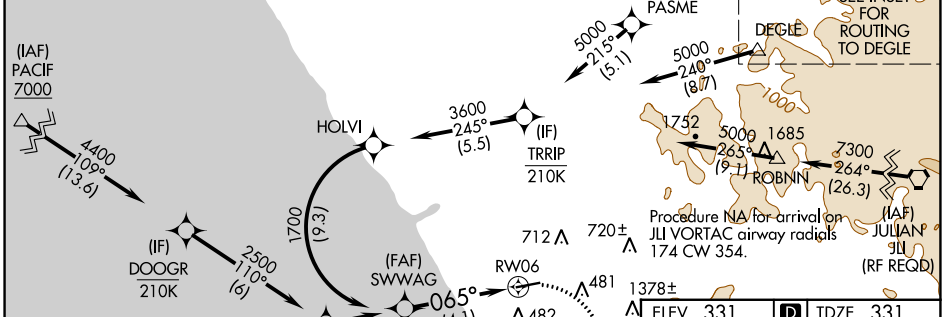 PASME
SEE INSET
FOR
ROUTING
TO DEGLE
DEGLE
5000
215°
(5.1)
5000
240°
(8.7)
(IAF)
PACIF
7000
1000
3600
245°
(5.5)
HOLVI
(IF)
TRRIP
210K
1752
5000
265°
(9.1)
1685
ROBNN
7300
264°
(26.3)
4400
109°
(13.6)
(IAF)
JULIAN
JLI
(RF REQD)
Procedure NA for arrival on
JLI VORTAC airway radials
174 CW 354.
1700
(9.3)
712
720±
(IF)
DOOGR
210K
2500
110°
(6)
(FAF)
SWWAG
RW06
065°
481
1378±
482
ELEV 331
D
TDZE 331